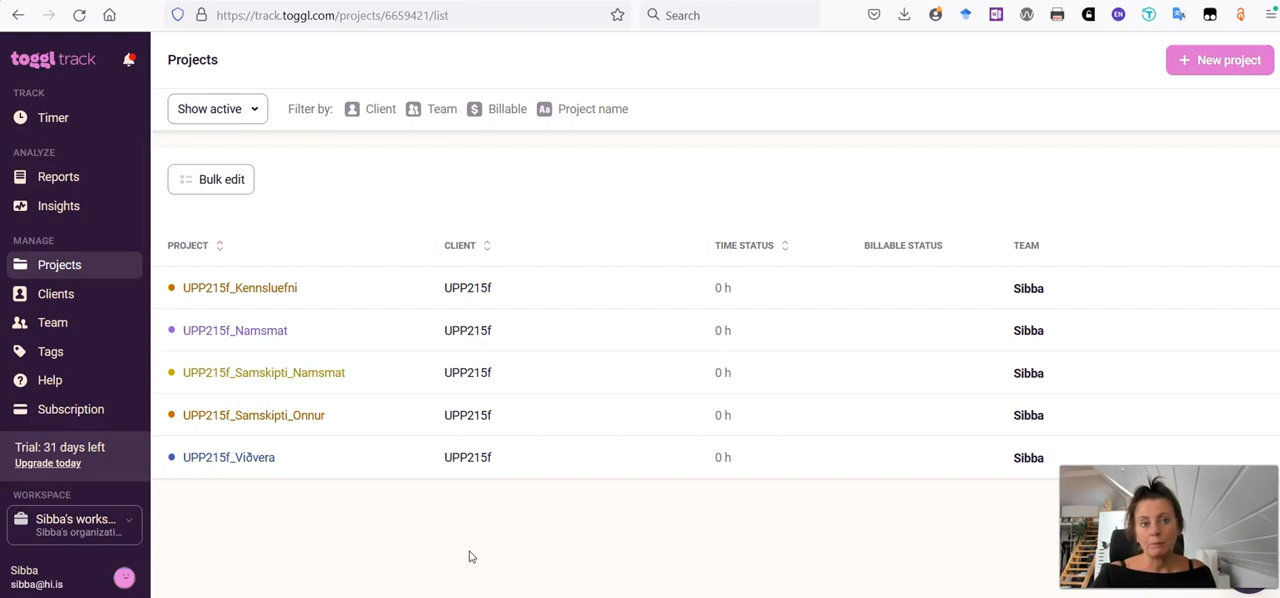 https://track.toggl.com/projects/6659421/list
Search
EN
toggl track
Projects
+ New project
TRACK
Timer
Show active
Filter by:
Client
Team
$
Billable
Aa
Project name
ANALYZE
Reports
Insights
Bulk edit
MANAGE
Projects
Clients
Team
Tags
? Help
Subscription
PROJECT CLIENT TIME STATUS BILLABLE STATUS TEAM
UPP215f_Kennsluefni UPP215f 0 h Sibba
UPP215f_Namsmat UPP215f 0 h Sibba
UPP215f_Samskipti_Namsmat UPP215f 0 h Sibba
UPP215f_Samskipti_Onnur UPP215f 0 h Sibba
UPP215f_Viðvera UPP215f 0 h Sibba
Trial: 31 days left
Upgrade today
WORKSPACE
Sibba's works...
Sibba's organizati...
Sibba
sibba@hi.is